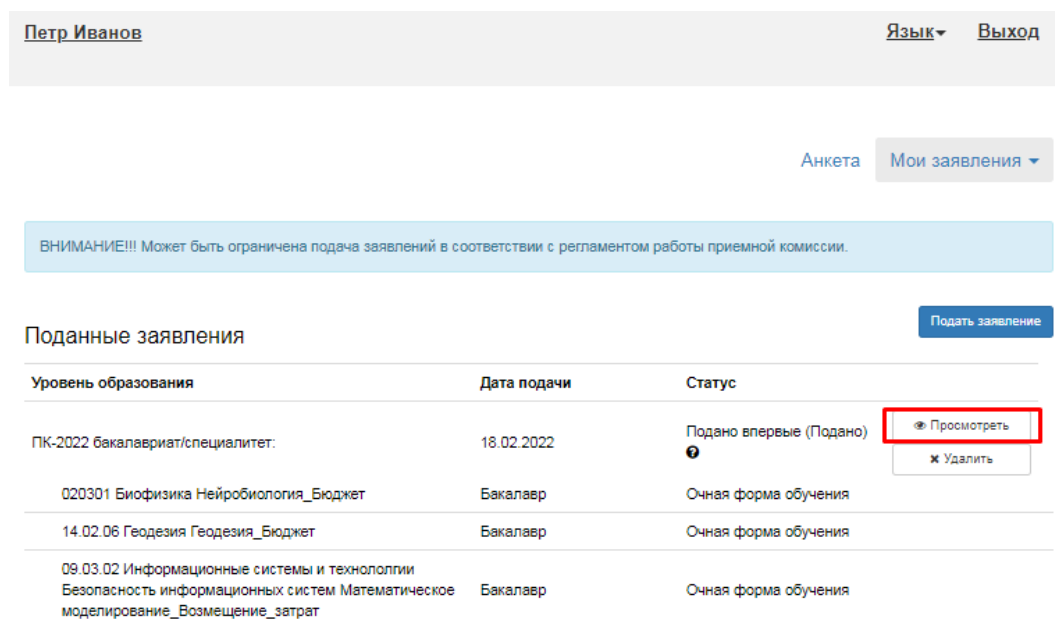 Петр Иванов Язык Выход
Анкета Мои заявления
ВНИМАНИЕ!!! Может быть ограничена подача заявлений в соответствии с регламентом работы приемной комиссии.
Подать заявление
Поданные заявления
Уровень образования Дата подачи Статус
ПК-2022 бакалавриат/специалитет: 18.02.2022 Подано впервые (Подано) Просмотреть
Удалить
020301 Биофизика Нейробиология_Бюджет Бакалавр Очная форма обучения
14.02.06 Геодезия Геодезия_Бюджет Бакалавр Очная форма обучения
09.03.02 Информационные системы и технололгии
Безопасность информационных систем Математическое Бакалавр Очная форма обучения
моделирование_Возмещение_затрат